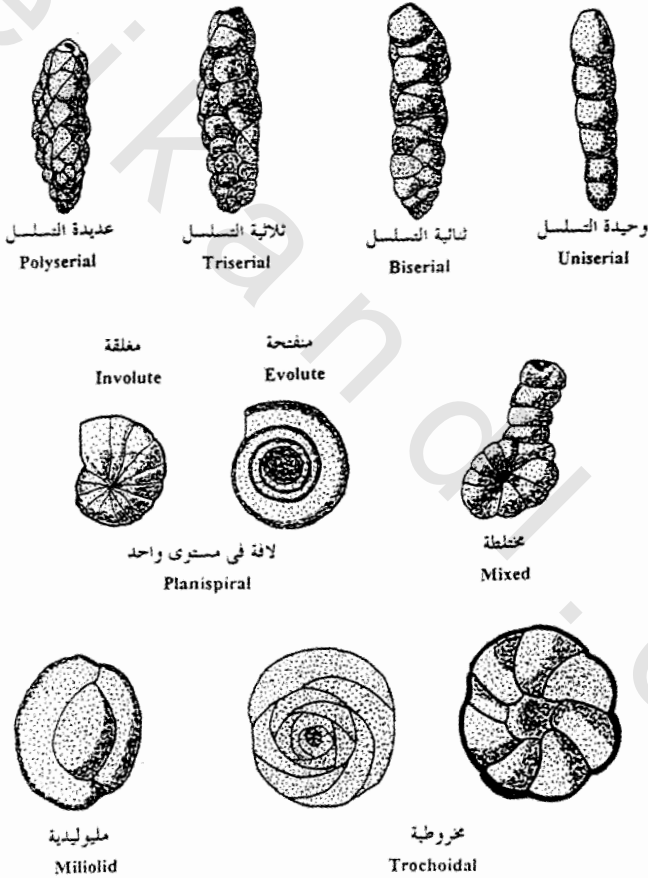 وحيدة التسلسل
Uniserial
ثنائية التسلسل
Biserial
ثلاثية التسلسل
Triserial
عديدة التسلسل
Polyserial
منفتحة
Evolute
مغلقة
Involute
لافة فى مستوى واحد
Planispiral
مختلطة
Mixed
مليوليدية
Miliolid
مخروطية
Trochoidal